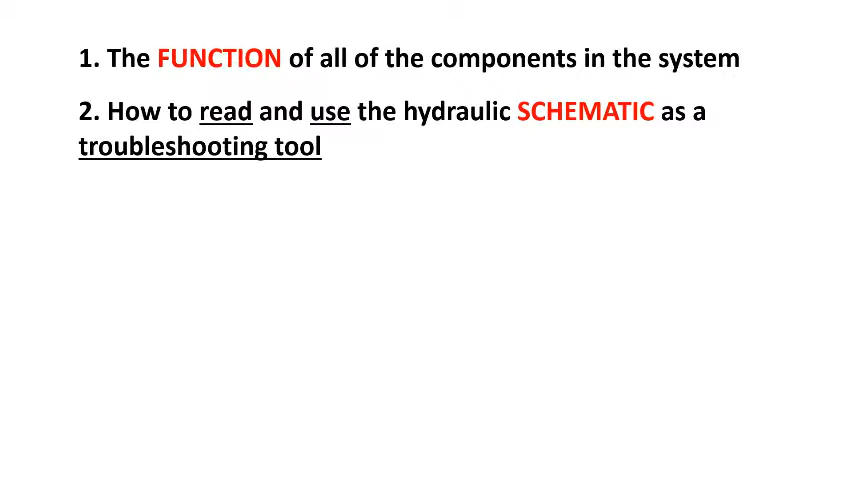 1. The FUNCTION of all of the components in the system
2. How to read and use the hydraulic SCHEMATIC as a
troubleshooting tool